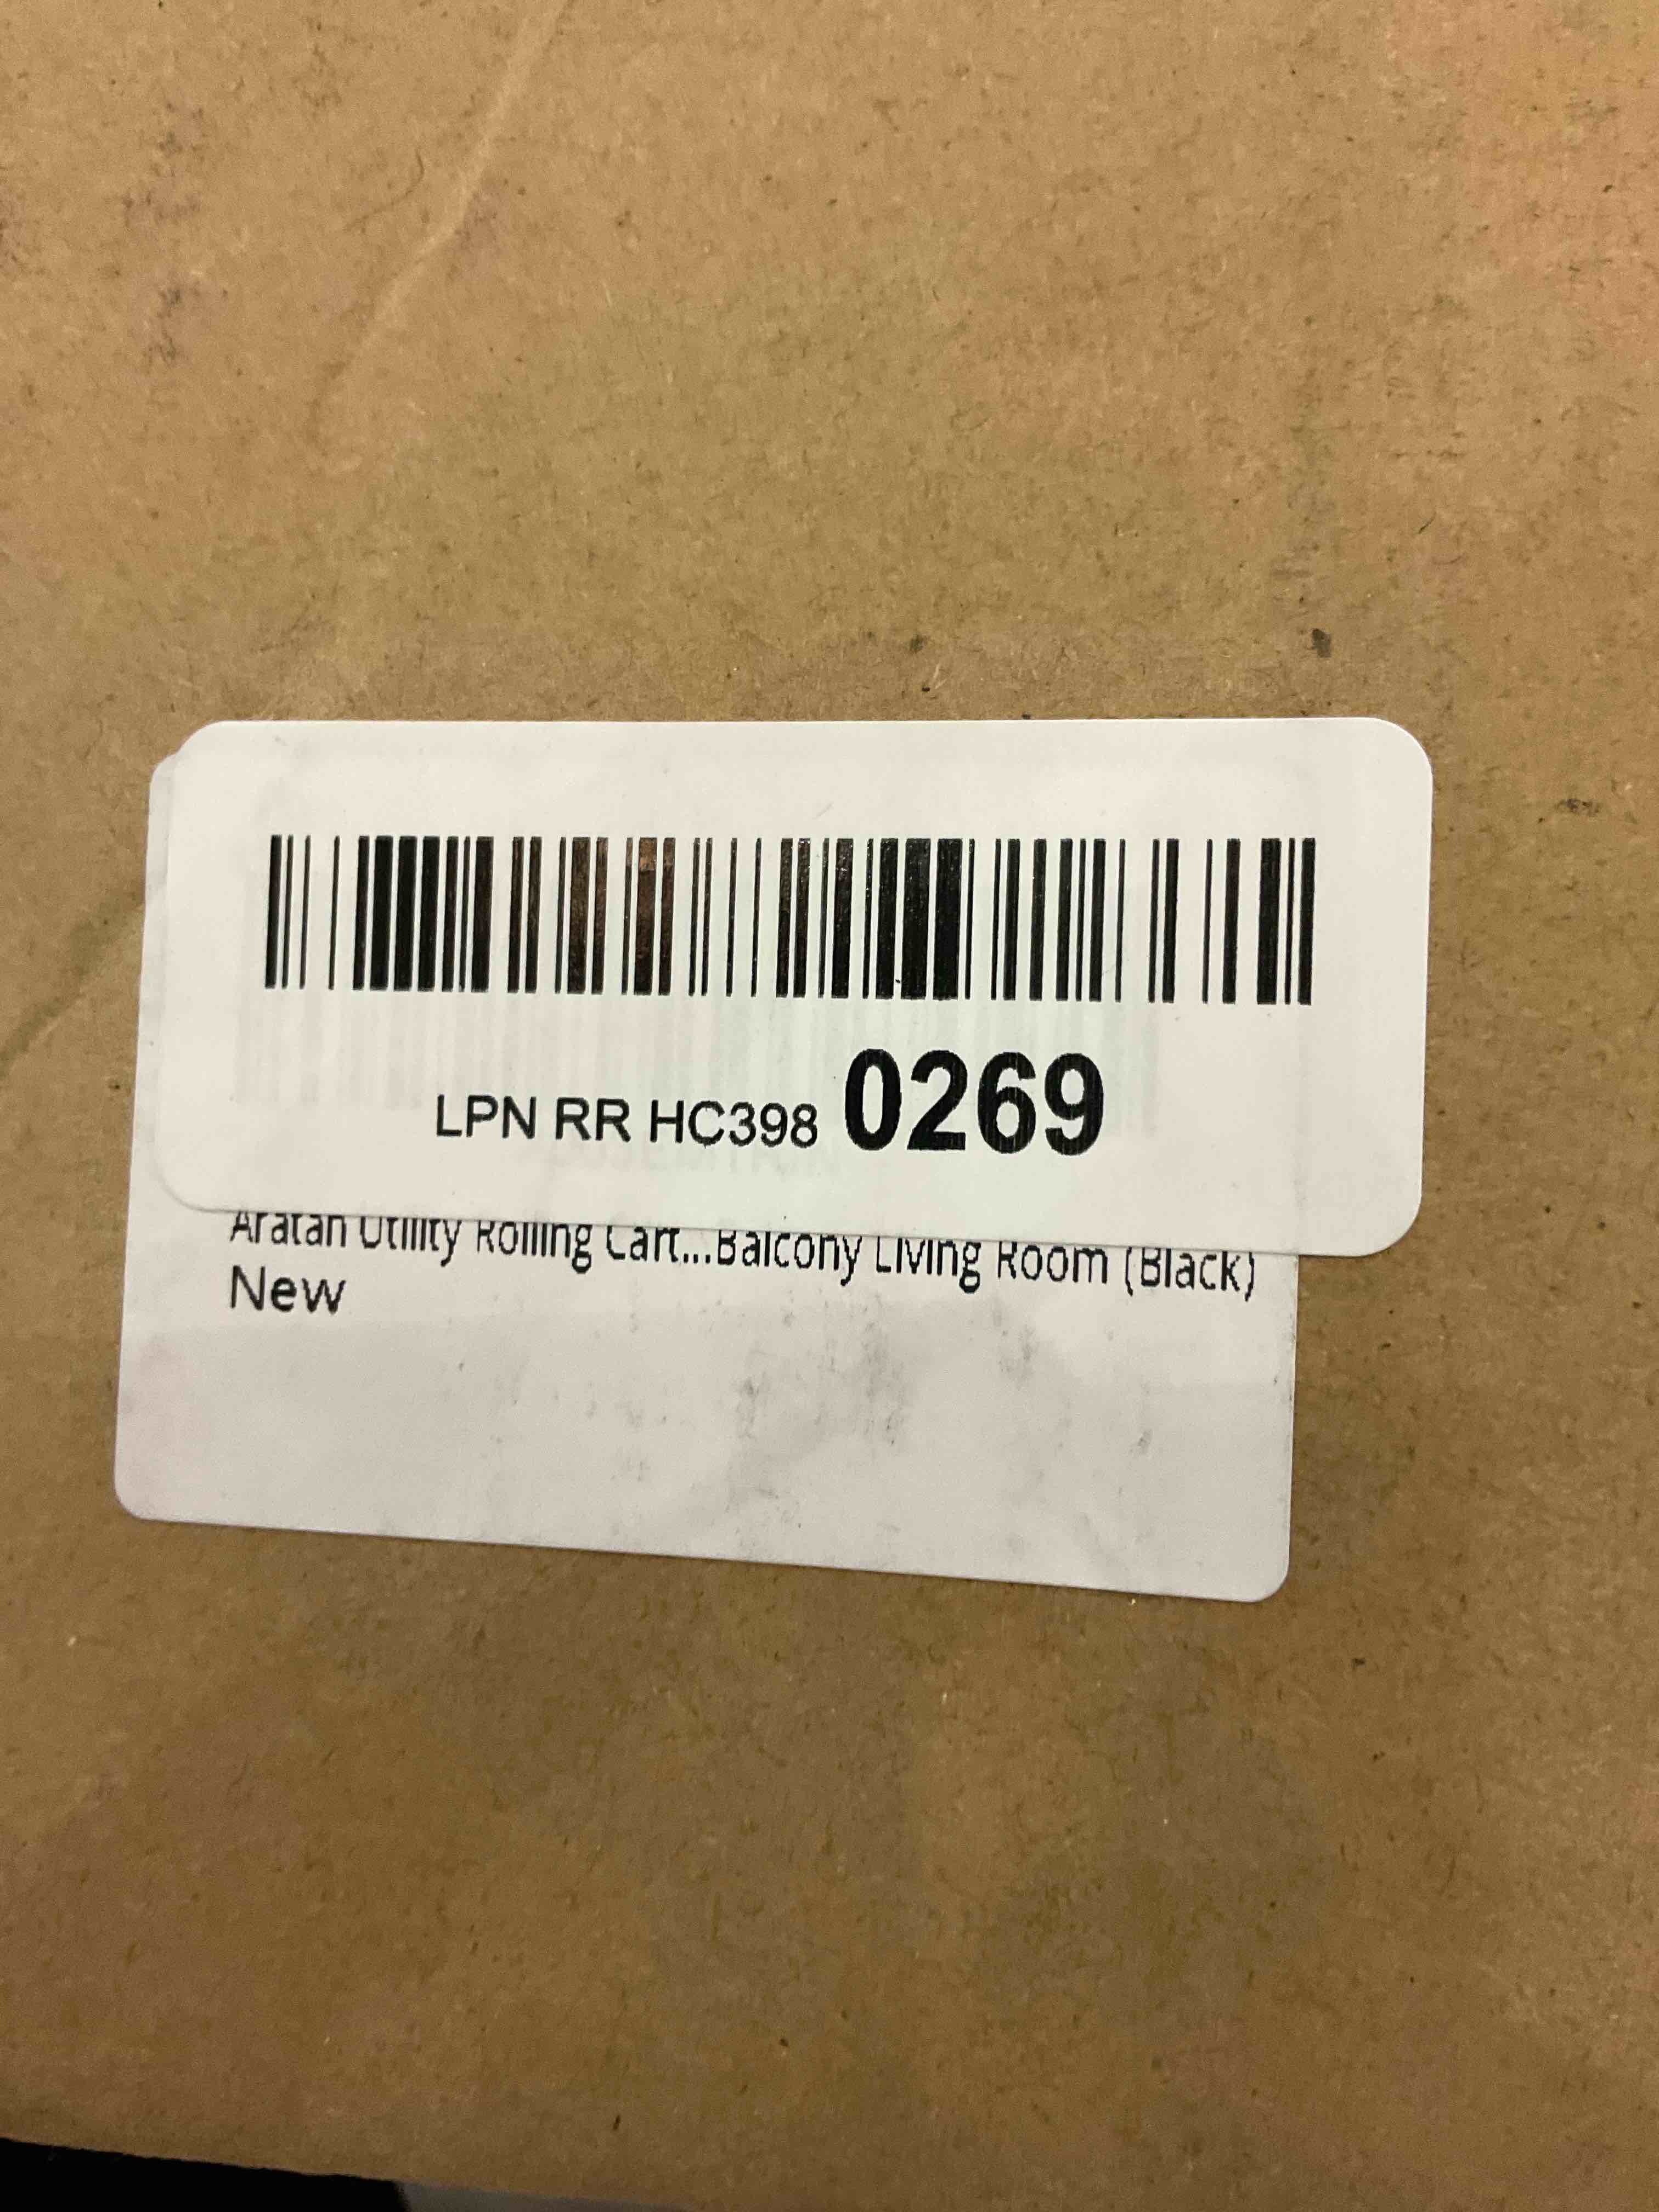 LPN RR HC398 0269
Aratan Utility Rolling Cart...Balcony Living Room (Black)
New